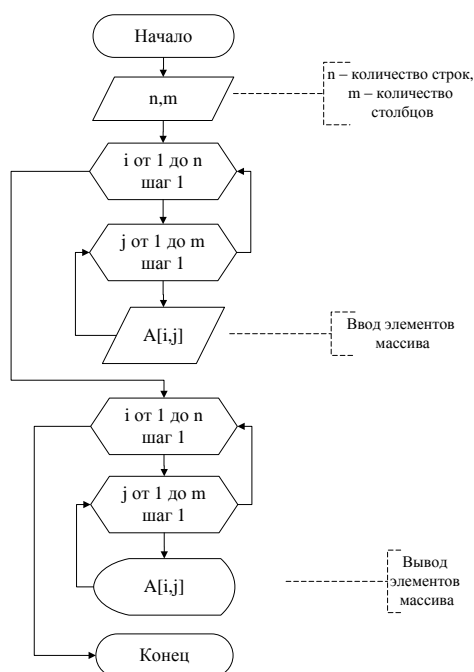 Начало
n,m
n – количество строк,
m – количество
столбцов
i от 1 до n
шаг 1
j от 1 до m
шаг 1
A[i,j]
Ввод элементов
массива
i от 1 до n
шаг 1
j от 1 до m
шаг 1
A[i,j]
Вывод
элементов
массива
Конец